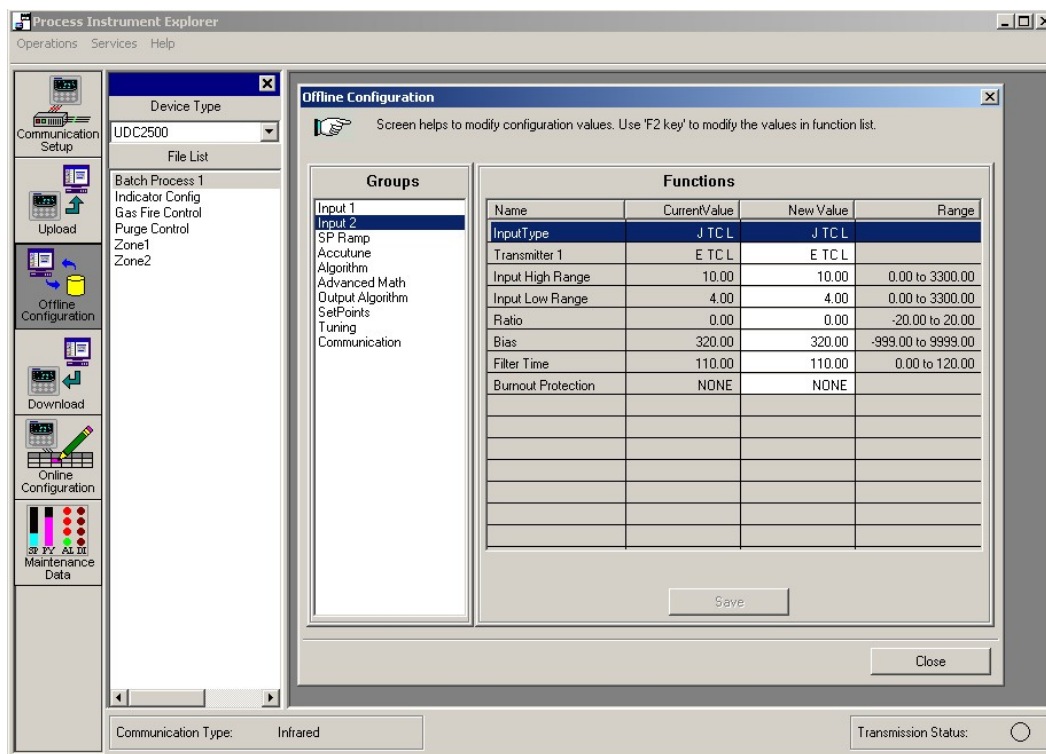 Process Instrument Explorer
Operations Services Help
Communication
Setup
Upload
Offline
Configuration
Download
Online
Configuration
SP PY AL DI
Maintenance
Data
Device Type
UDC2500
File List
Batch Process 1
Indicator Config
Gas Fire Control
Purge Control
Zone1
Zone2
Offline Configuration
Screen helps to modify configuration values. Use 'F2 key' to modify the values in function list.
Groups
Input 1
Input 2
SP Ramp
Accutune
Algorithm
Advanced Math
Output Algorithm
SetPoints
Tuning
Communication
Functions
Name CurrentValue New Value Range
InputType J TC L J TC L
Transmitter 1 E TC L E TC L
Input High Range 10.00 10.00 0.00 to 3300.00
Input Low Range 4.00 4.00 0.00 to 3300.00
Ratio 0.00 0.00 -20.00 to 20.00
Bias 320.00 320.00 -999.00 to 9999.00
Filter Time 110.00 110.00 0.00 to 120.00
Burnout Protection NONE NONE
Save
Close
Communication Type: Infrared
Transmission Status: